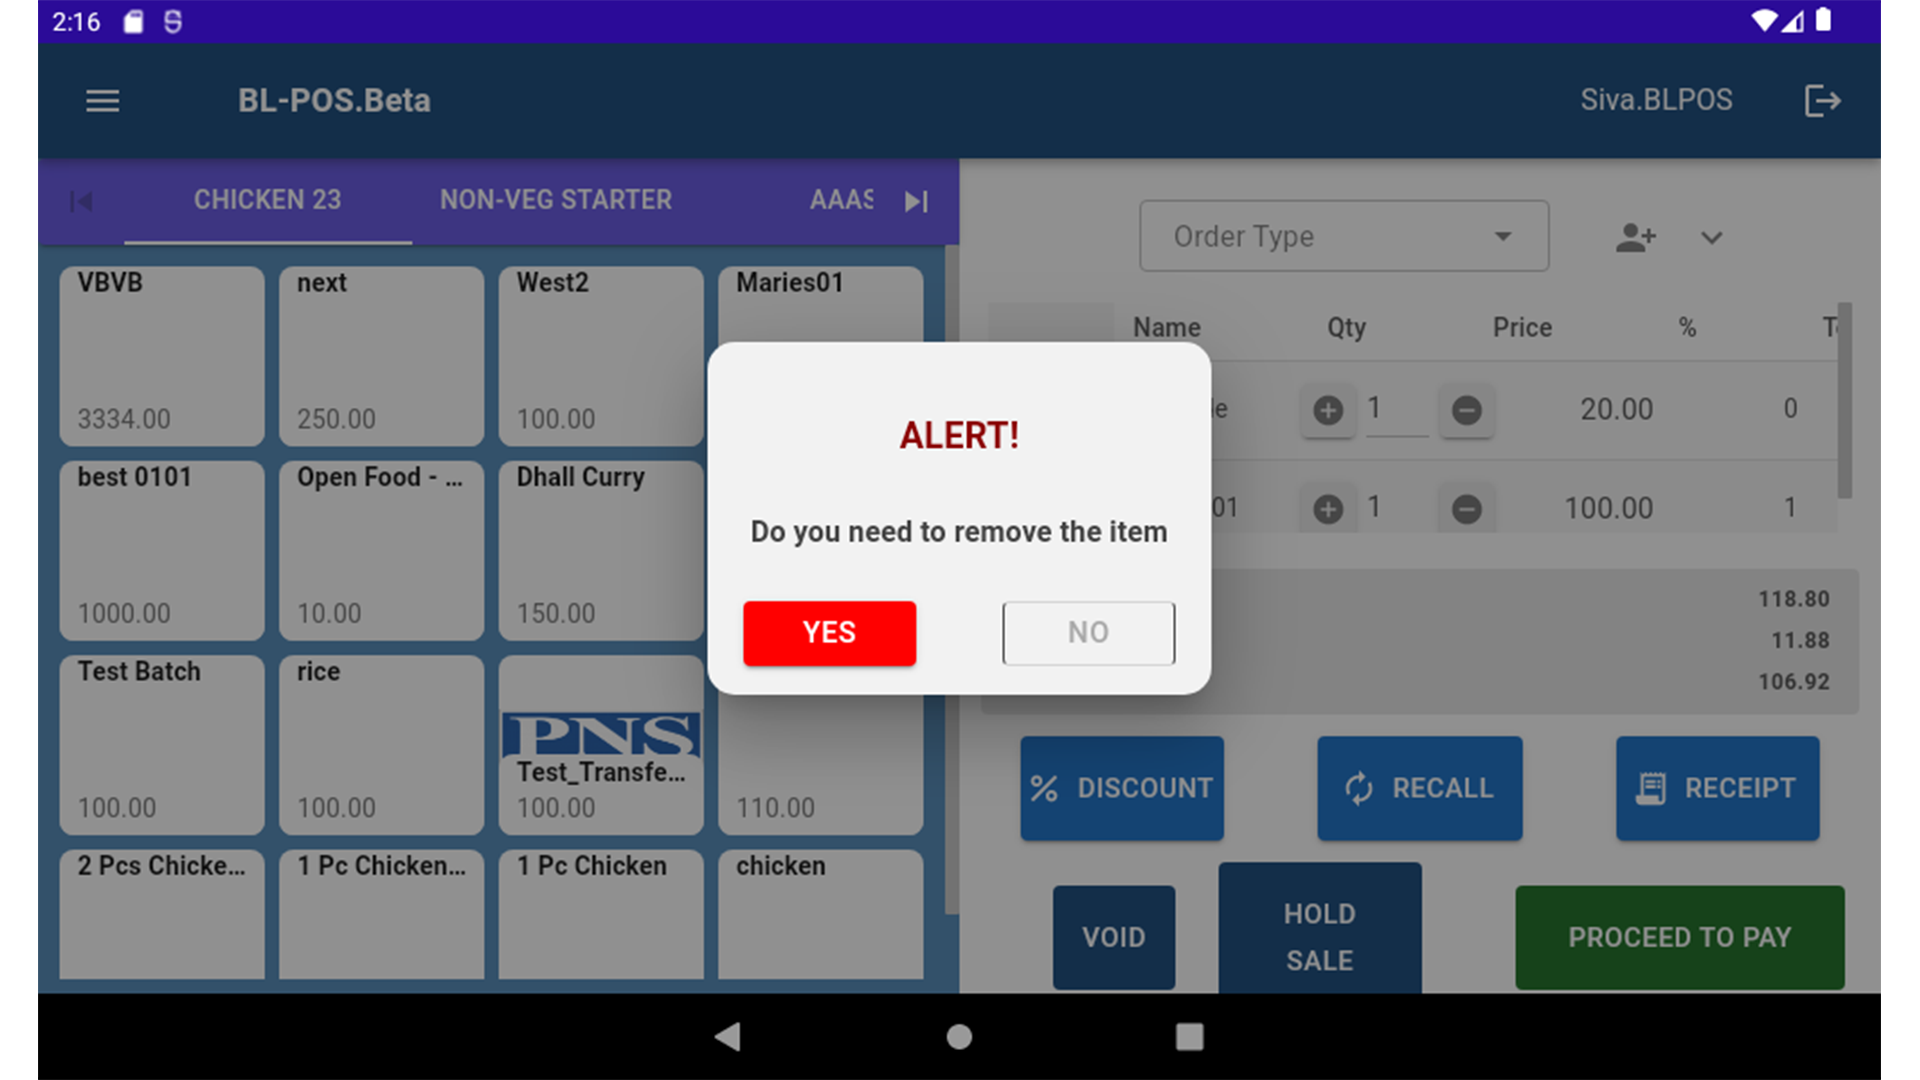 2:16
BL-POS.Beta
Siva.BLPOS
CHICKEN 23
NON-VEG STARTER
AAAS
Order Type
VBVB
3334.00
next
250.00
West2
100.00
Maries01
best 0101
1000.00
Open Food - ...
10.00
Dhall Curry
150.00
Test Batch
100.00
rice
100.00
PNS
Test_Transfe...
100.00
110.00
2 Pcs Chicke...
1 Pc Chicken...
1 Pc Chicken
chicken
ALERT!
Do you need to remove the item
YES
NO
Name Qty Price %
1 20.00 0
01 1 100.00 1
118.80
11.88
106.92
% DISCOUNT
RECALL
RECEIPT
VOID
HOLD
SALE
PROCEED TO PAY